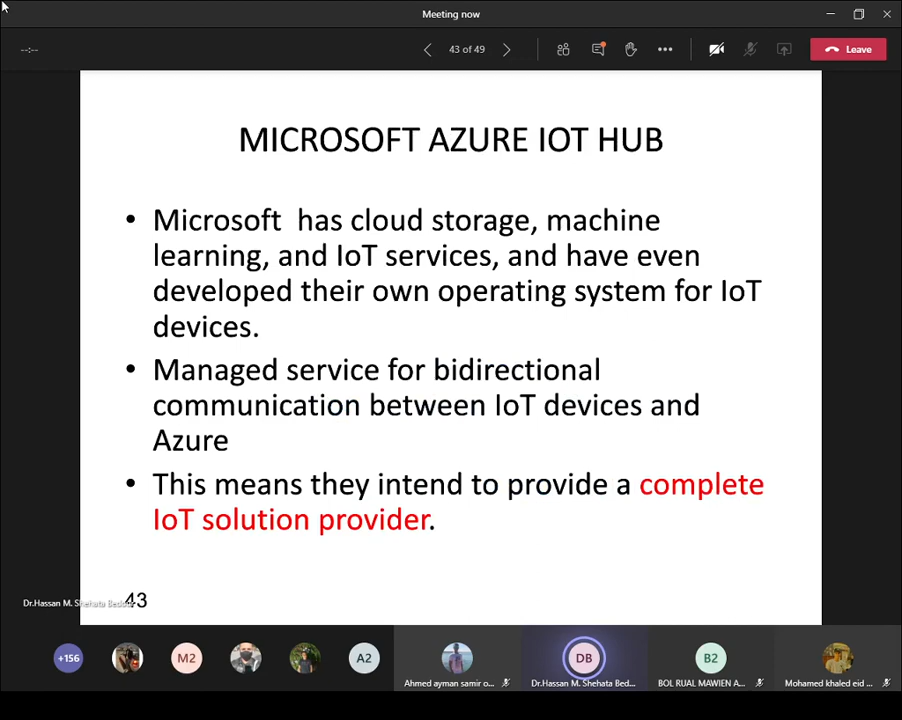 Meeting now
--:--
43 of 49
Leave
MICROSOFT AZURE IOT HUB
• Microsoft  has cloud storage, machine
learning, and IoT services, and have even
developed their own operating system for IoT
devices.
• Managed service for bidirectional
communication between IoT devices and
Azure
• This means they intend to provide a complete
IoT solution provider.
43
Dr.Hassan M. Shehata Beda
+156
M2
A2
DB
B2
Ahmed ayman samir o...
Dr.Hassan M. Shehata Bed...
BOL RUAL MAWIEN A...
Mohamed khaled eid ...